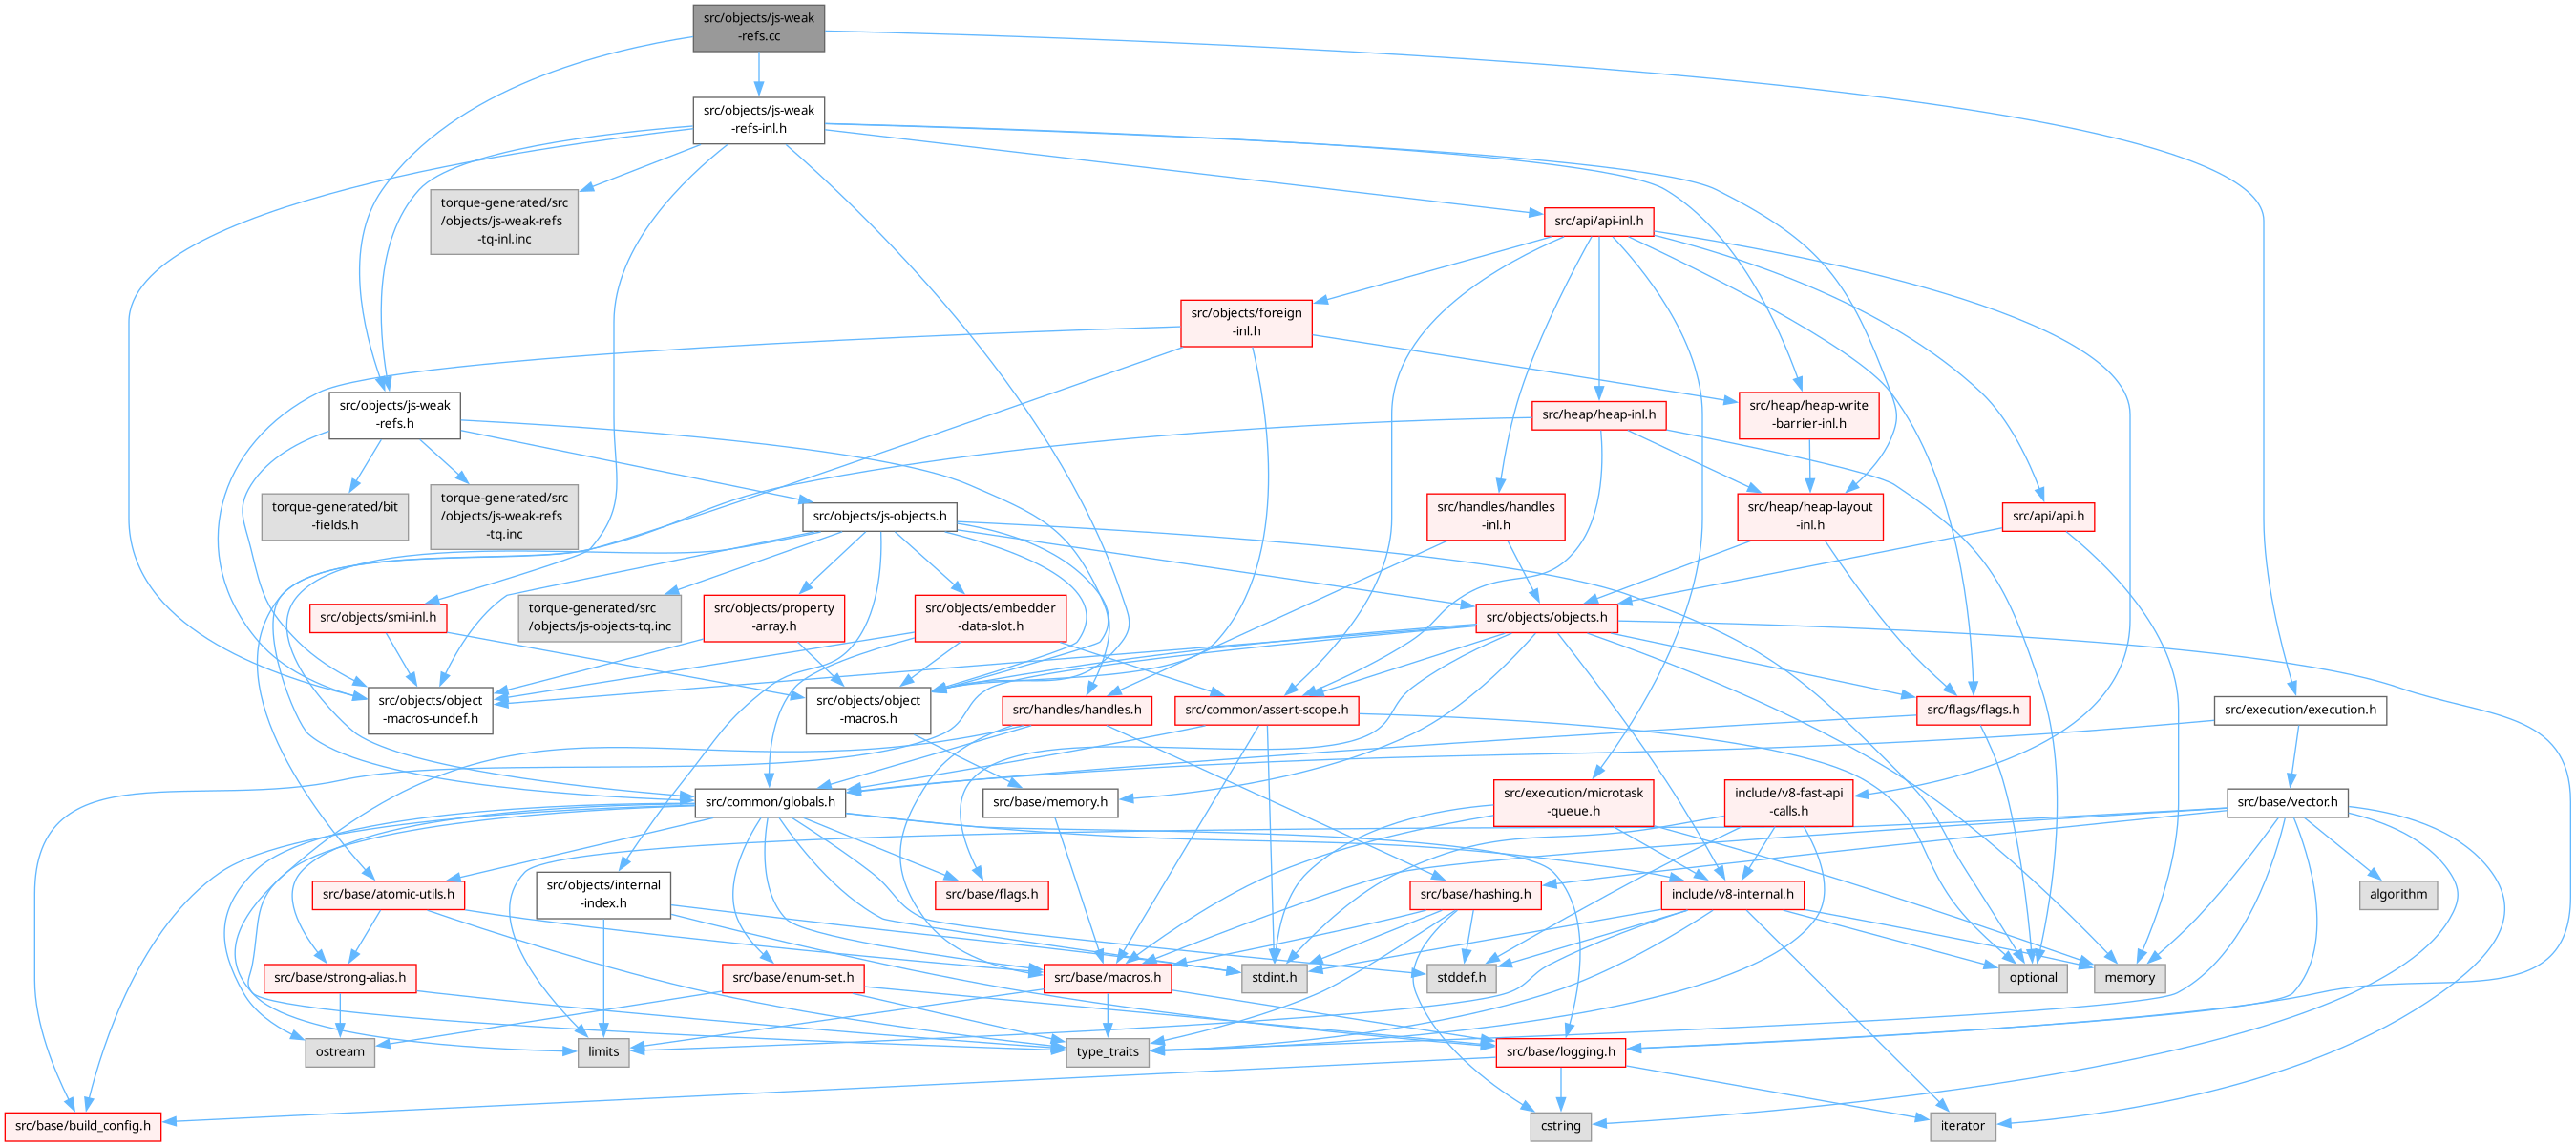 src/objects/js-weak
-refs.cc
src/objects/js-weak
-refs-inl.h
torque-generated/src
/objects/js-weak-refs
-tq-inl.inc
src/api/api-inl.h
src/objects/foreign
-inl.h
src/objects/js-weak
-refs.h
src/heap/heap-inl.h
src/heap/heap-write
-barrier-inl.h
torque-generated/bit
-fields.h
torque-generated/src
/objects/js-weak-refs
-tq.inc
src/objects/js-objects.h
src/handles/handles
-inl.h
src/heap/heap-layout
-inl.h
src/api/api.h
src/objects/smi-inl.h
torque-generated/src
/objects/js-objects-tq.inc
src/objects/property
-array.h
src/objects/embedder
-data-slot.h
src/objects/objects.h
src/objects/object
-macros-undef.h
src/objects/object
-macros.h
src/handles/handles.h
src/common/assert-scope.h
src/flags/flags.h
src/execution/execution.h
src/common/globals.h
src/base/memory.h
src/execution/microtask
-queue.h
include/v8-fast-api
-calls.h
src/base/vector.h
src/base/atomic-utils.h
src/objects/internal
-index.h
src/base/flags.h
src/base/hashing.h
include/v8-internal.h
algorithm
src/base/strong-alias.h
src/base/enum-set.h
src/base/macros.h
stdint.h
stddef.h
optional
memory
ostream
limits
type_traits
src/base/logging.h
src/base/build_config.h
cstring
iterator